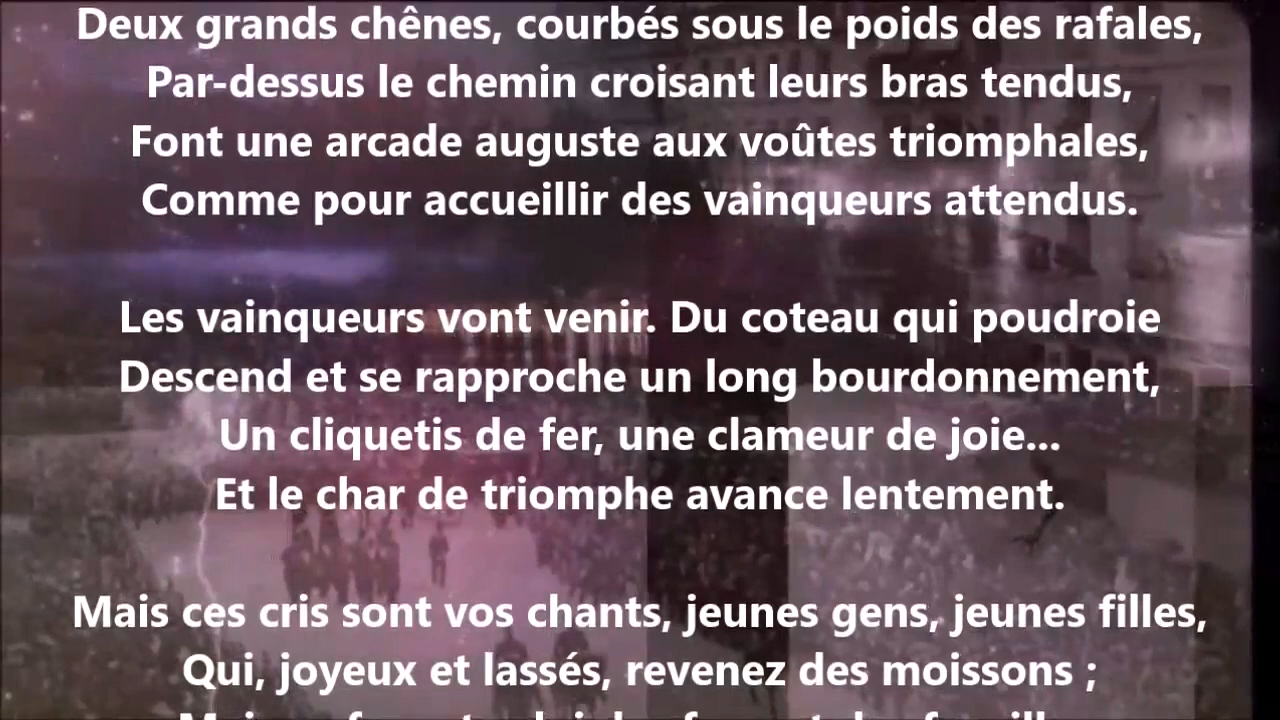 Deux grands chênes, courbés sous le poids des rafales,
Par-dessus le chemin croisant leurs bras tendus,
Font une arcade auguste aux voûtes triomphales,
Comme pour accueillir des vainqueurs attendus.
Les vainqueurs vont venir. Du coteau qui poudroie
Descend et se rapproche un long bourdonnement,
Un cliquetis de fer, une clameur de joie...
Et le char de triomphe avance lentement.
Mais ces cris sont vos chants, jeunes gens, jeunes filles,
Qui, joyeux et lassés, revenez des moissons ;